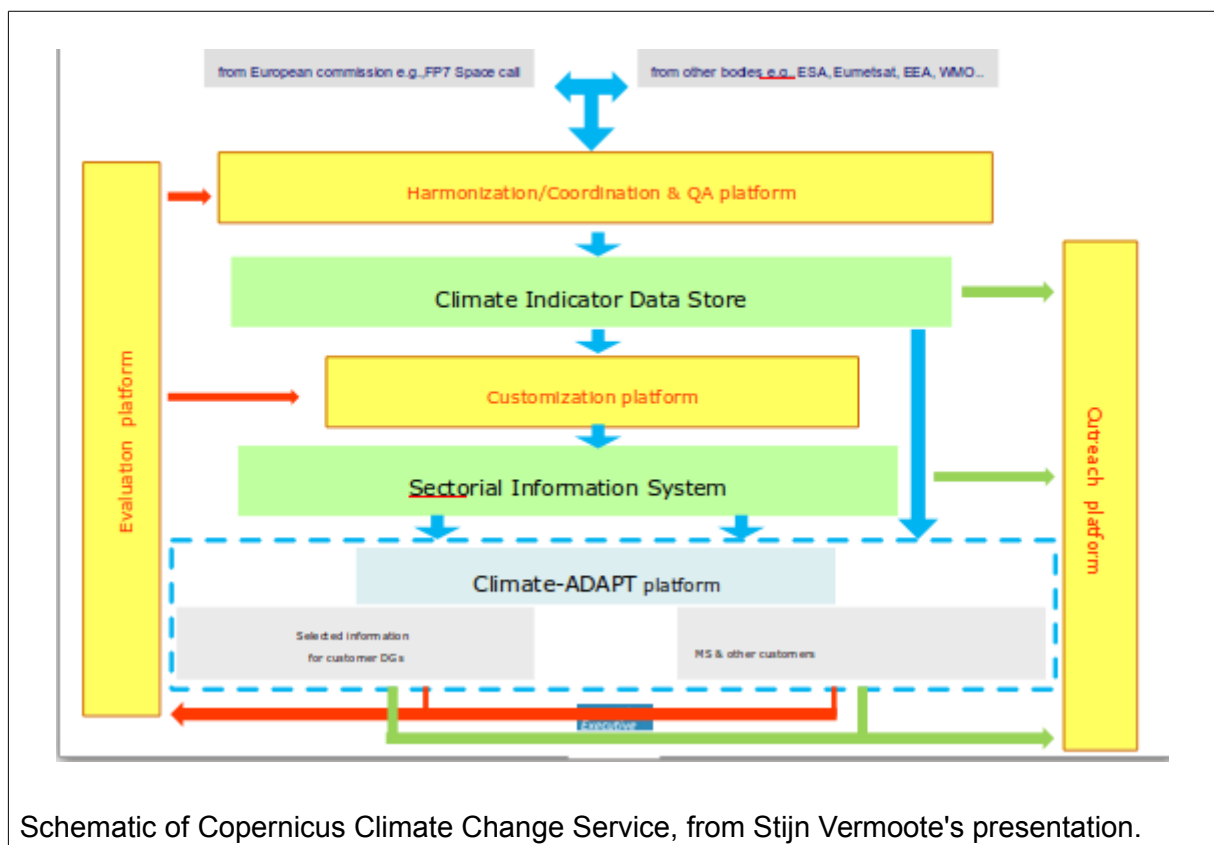 from European commission e.g.,FP7 Space call
from other bodies e.g., ESA, Eumetsat, EEA, WMO...
Harmonization/Coordination & QA platform
Climate Indicator Data Store
Evaluation platform
Customization platform
Outreach platform
Sectorial Information System
Climate-ADAPT platform
Selected information
for customer DGs
MS & other customers
Executive
Schematic of Copernicus Climate Change Service, from Stijn Vermoote's presentation.